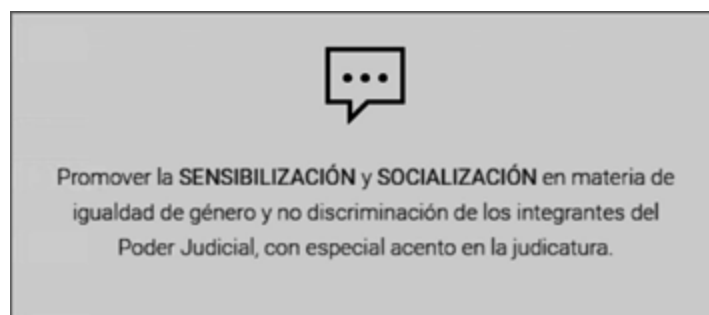 Promover la SENSIBILIZACIÓN y SOCIALIZACIÓN en materia de
igualdad de género y no discriminación de los integrantes del
Poder Judicial, con especial acento en la judicatura.